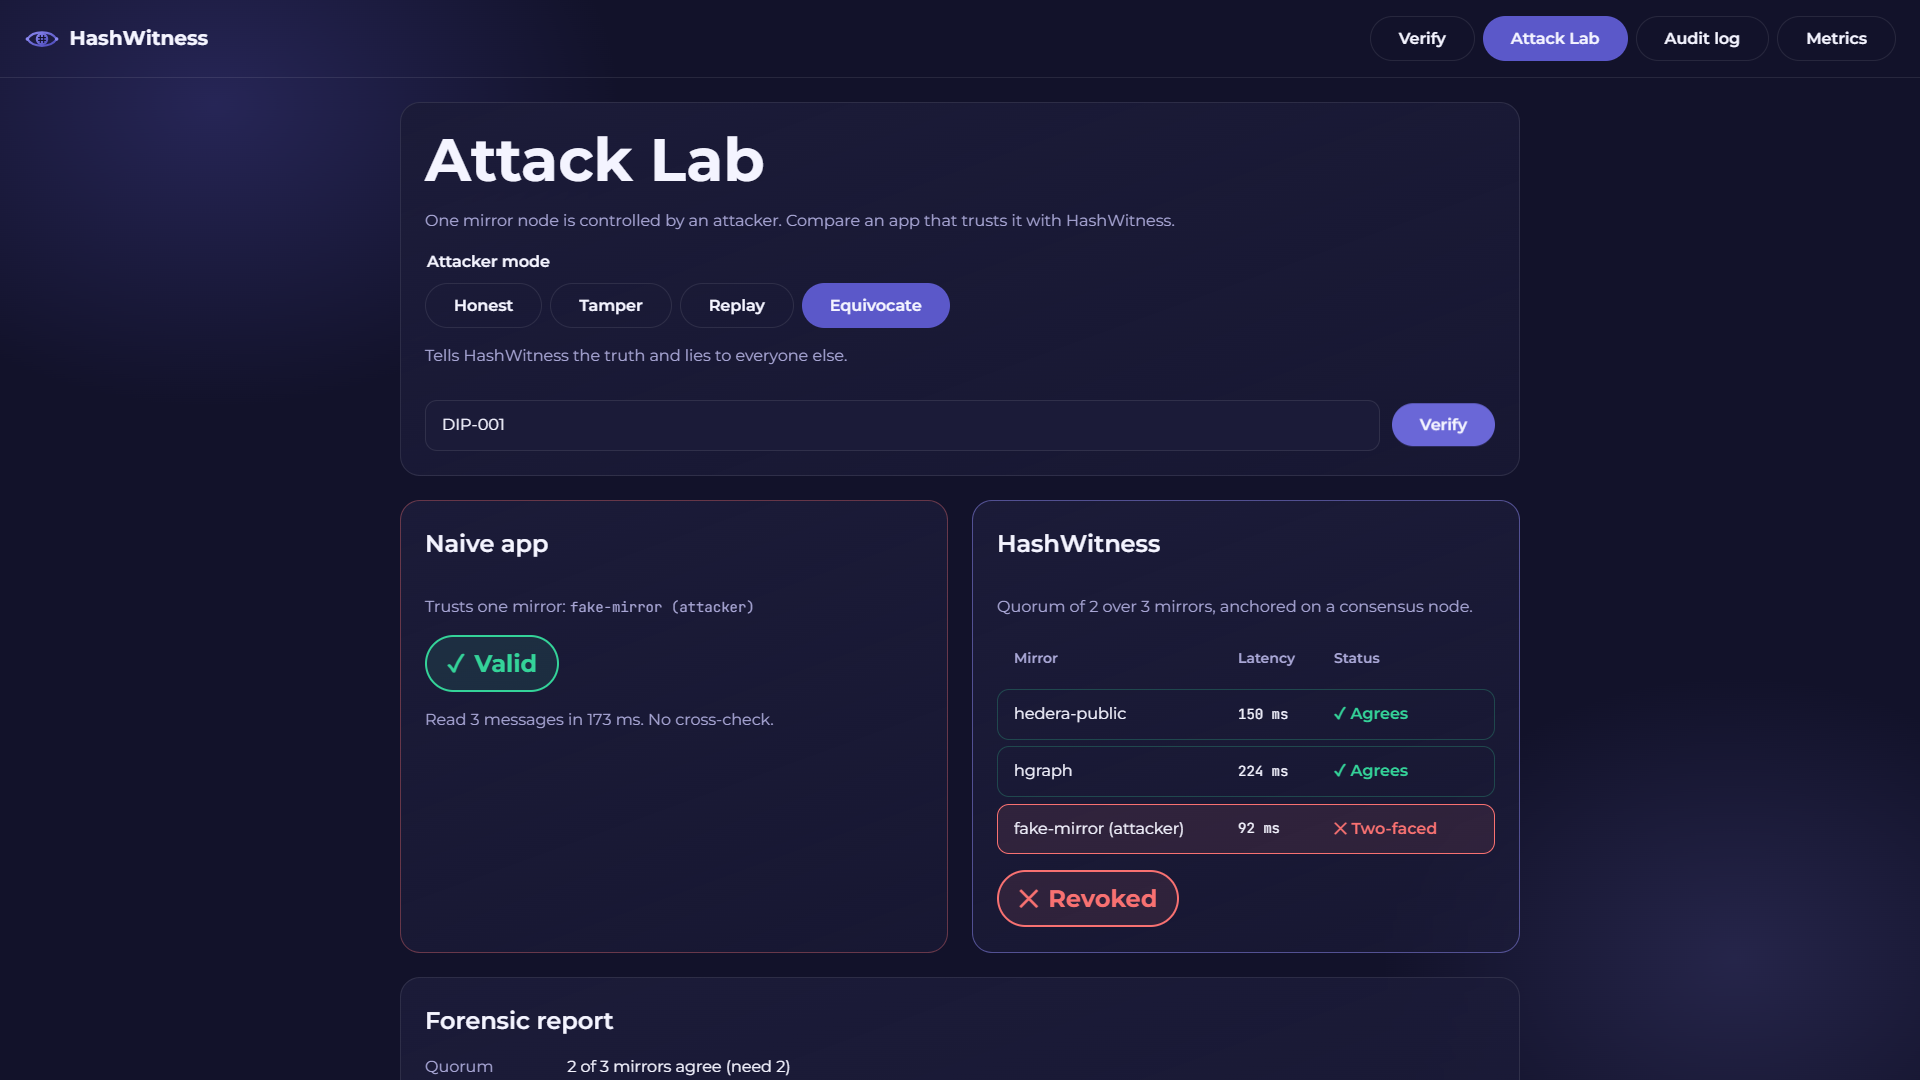 HashWitness
Verify
Attack Lab
Audit log
Metrics
Attack Lab
One mirror node is controlled by an attacker. Compare an app that trusts it with HashWitness.
Attacker mode
Honest
Tamper
Replay
Equivocate
Tells HashWitness the truth and lies to everyone else.
DIP-001
Verify
Naive app
Trusts one mirror: fake-mirror (attacker)
✓ Valid
Read 3 messages in 173 ms. No cross-check.
HashWitness
Quorum of 2 over 3 mirrors, anchored on a consensus node.
Mirror Latency Status
hedera-public 150 ms ✓ Agrees
hgraph 224 ms ✓ Agrees
fake-mirror (attacker) 92 ms ✕ Two-faced
✕ Revoked
Forensic report
Quorum 2 of 3 mirrors agree (need 2)